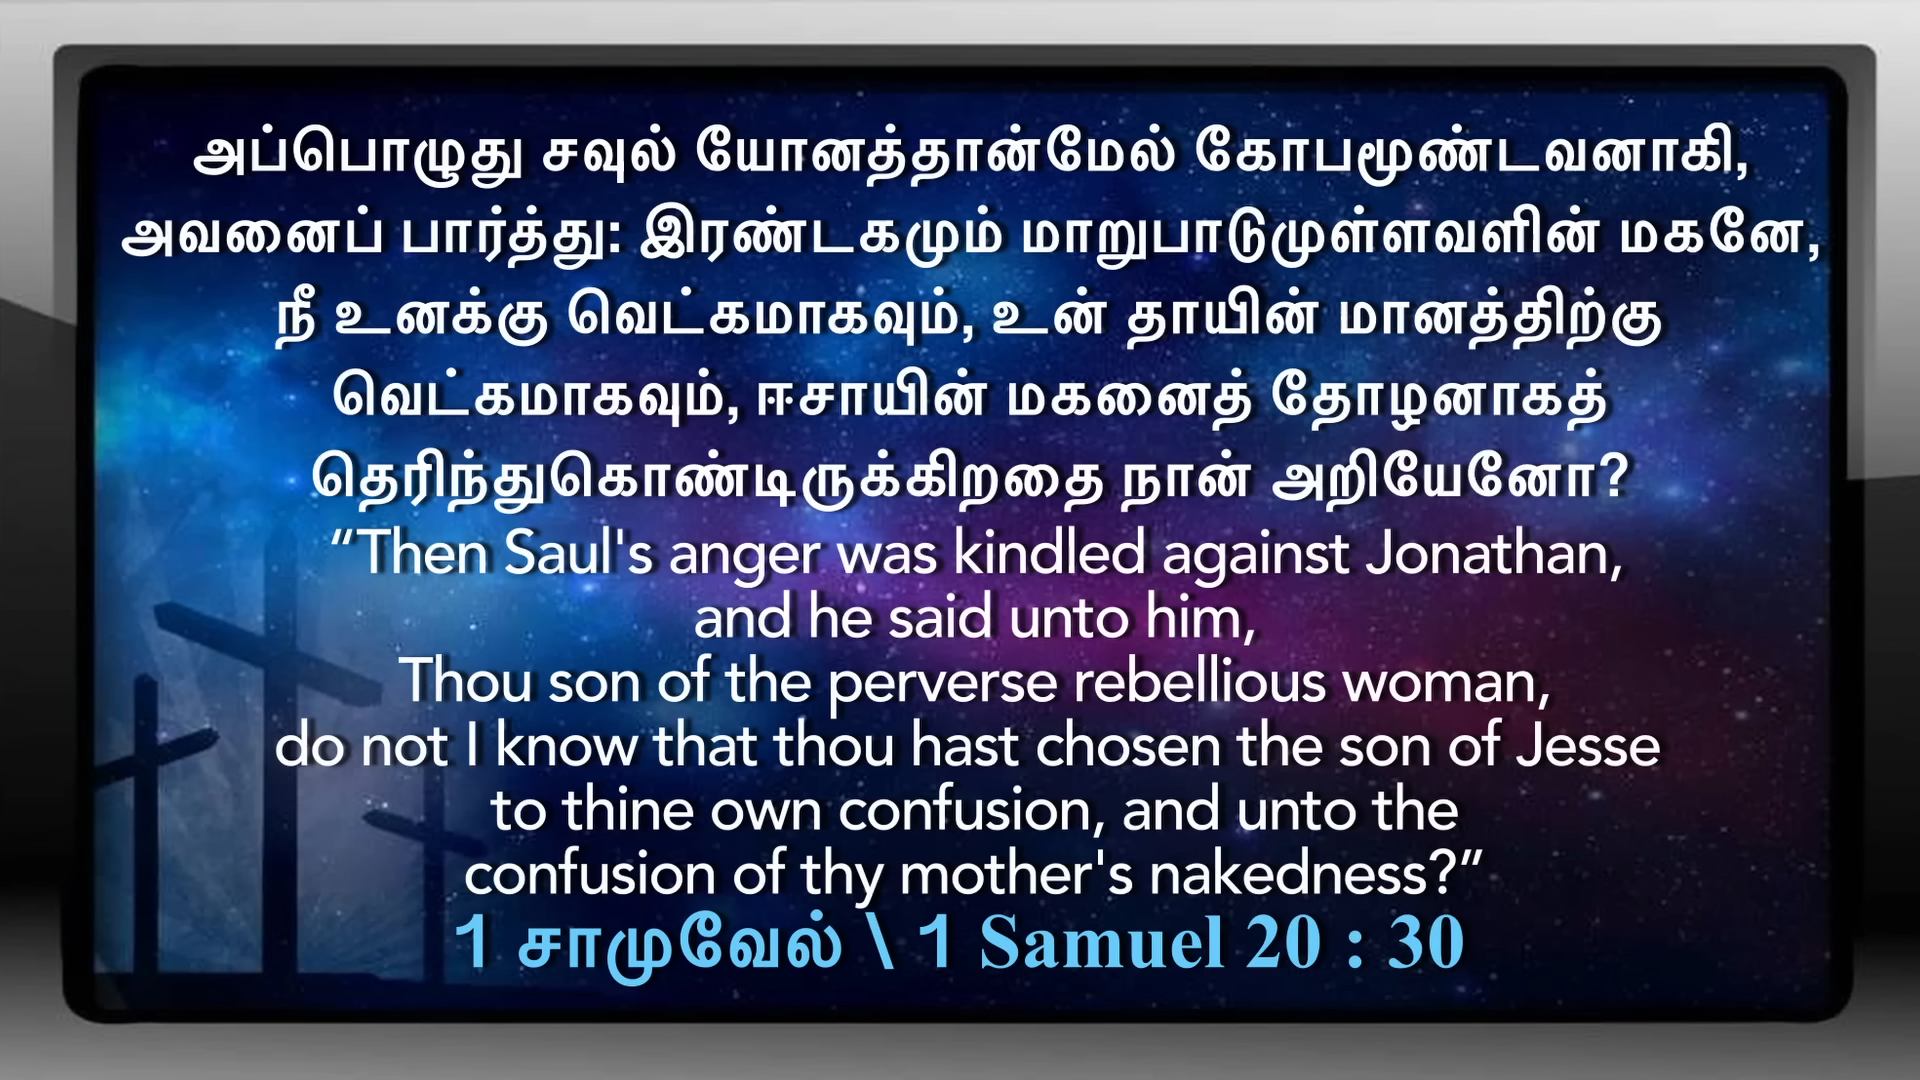 அப்பொழுது சவுல் யோனத்தான்மேல் கோபமூண்டவனாகி,
அவனைப் பார்த்து: இரண்டகமும் மாறுபாடுமுள்ளவளின் மகனே,
நீ உனக்கு வெட்கமாகவும், உன் தாயின் மானத்திற்கு
வெட்கமாகவும், ஈசாயின் மகனைத் தோழனாகத்
தெரிந்துகொண்டிருக்கிறதை நான் அறியேனோ?
“Then Saul's anger was kindled against Jonathan,
and he said unto him,
Thou son of the perverse rebellious woman,
do not I know that thou hast chosen the son of Jesse
to thine own confusion, and unto the
confusion of thy mother's nakedness?”
1 சாமுவேல் \ 1 Samuel 20 : 30